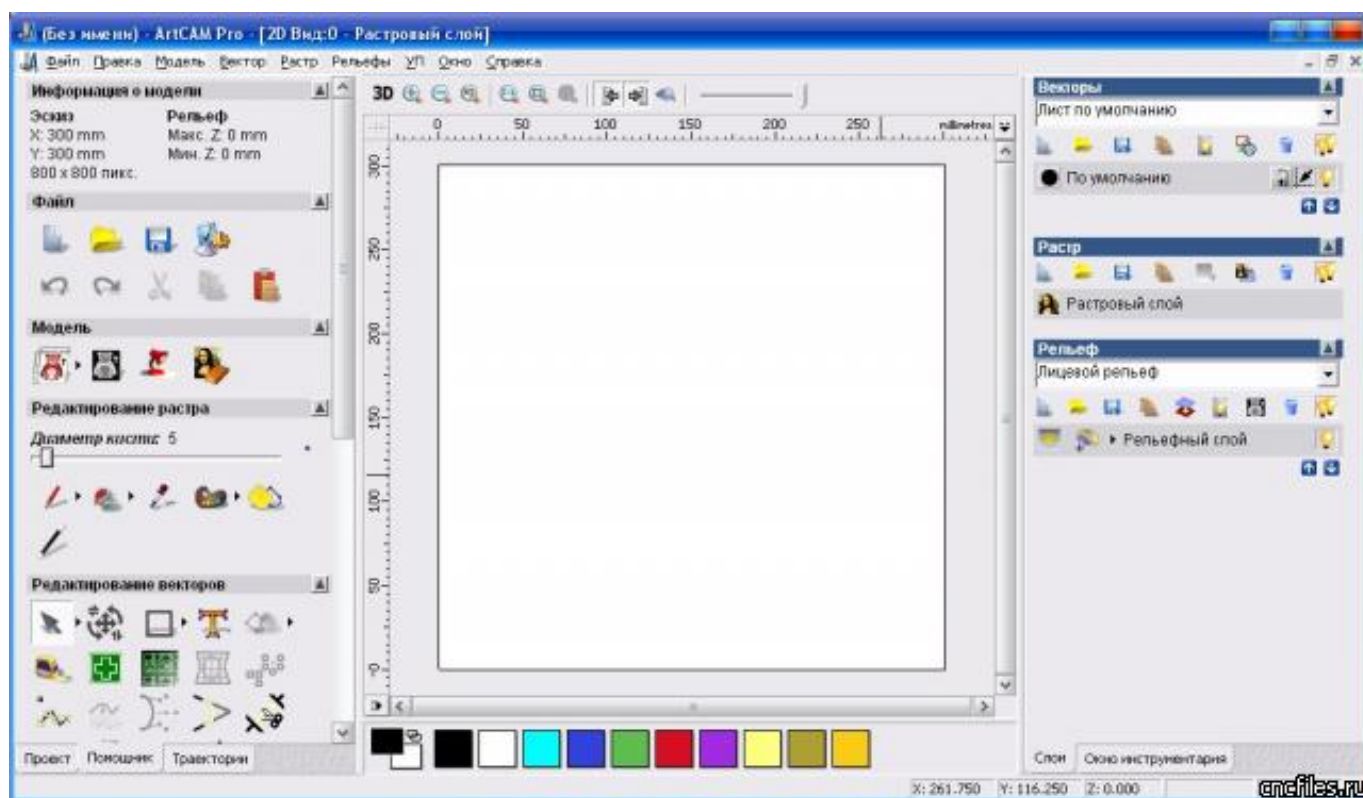 (Без имени) - ArtCAM Pro - [2D Вид:0 - Растровый слой]
Файл Правка Модель Вектор Растр Рельефы УП Окно Справка
Информация о модели
Эскиз Рельеф
X: 300 mm Макс. Z: 0 mm
Y: 300 mm Мин. Z: 0 mm
800 x 800 пикс.
Файл
Модель
Редактирование растра
Диаметр кисти: 5
Редактирование векторов
Проект Помощник Траектории
3D
0 50 100 150 200 250 millimetres
300
250
200
150
100
50
0
Векторы
Лист по умолчанию
По умолчанию
Растр
Растровый слой
Рельеф
Лицевой рельеф
Рельефный слой
Слои Окно инструментария
X: 261.750 Y: 116.250 Z: 0.000
cncfiles.ru